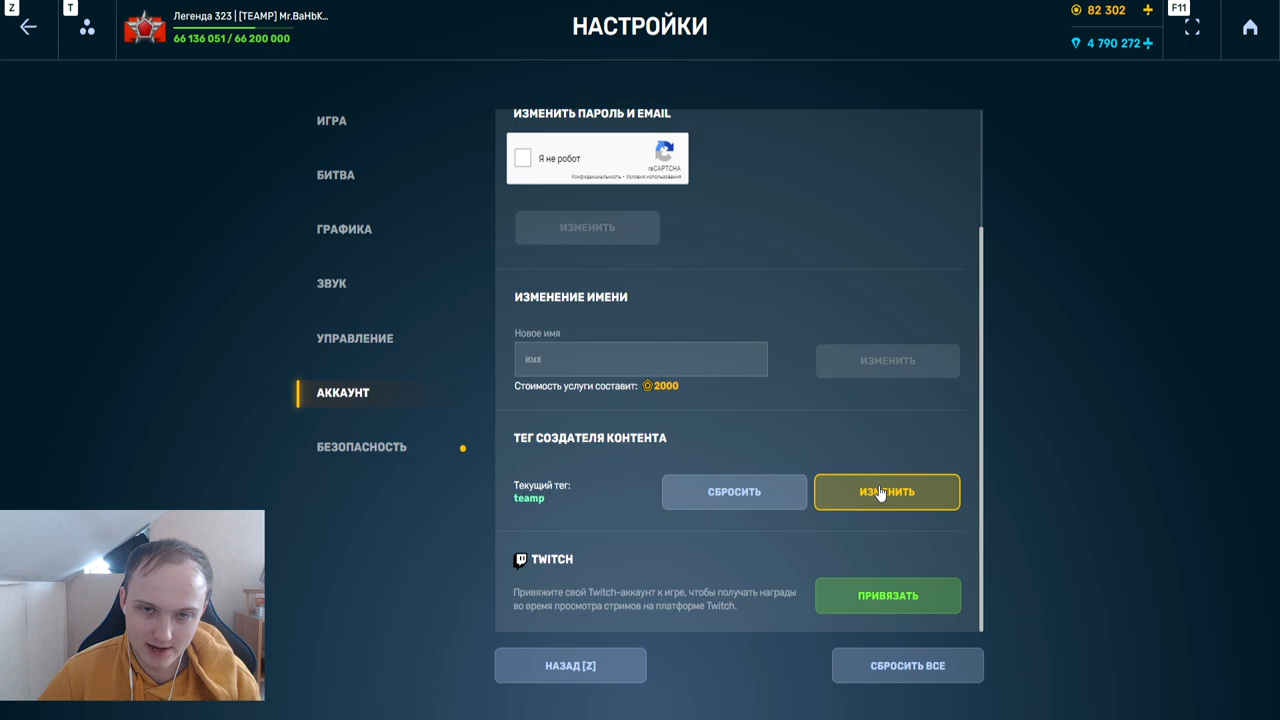 Z
T
Легенда 323 | [TEAMP] Mr.BaHbK...
66 136 051 / 66 200 000
НАСТРОЙКИ
82 302 +
4 790 272 +
F11
ИГРА
БИТВА
ГРАФИКА
ЗВУК
УПРАВЛЕНИЕ
АККАУНТ
БЕЗОПАСНОСТЬ
ИЗМЕНИТЬ ПАРОЛЬ И EMAIL
Я не робот
reCAPTCHA
Конфиденциальность • Условия использования
ИЗМЕНИТЬ
ИЗМЕНЕНИЕ ИМЕНИ
Новое имя
имя
ИЗМЕНИТЬ
Стоимость услуги составит: 2000
ТЕГ СОЗДАТЕЛЯ КОНТЕНТА
Текущий тег:
teamp
СБРОСИТЬ
ИЗМЕНИТЬ
TWITCH
Привяжите свой Twitch-аккаунт к игре, чтобы получать награды
во время просмотра стримов на платформе Twitch.
ПРИВЯЗАТЬ
НАЗАД [Z]
СБРОСИТЬ ВСЕ